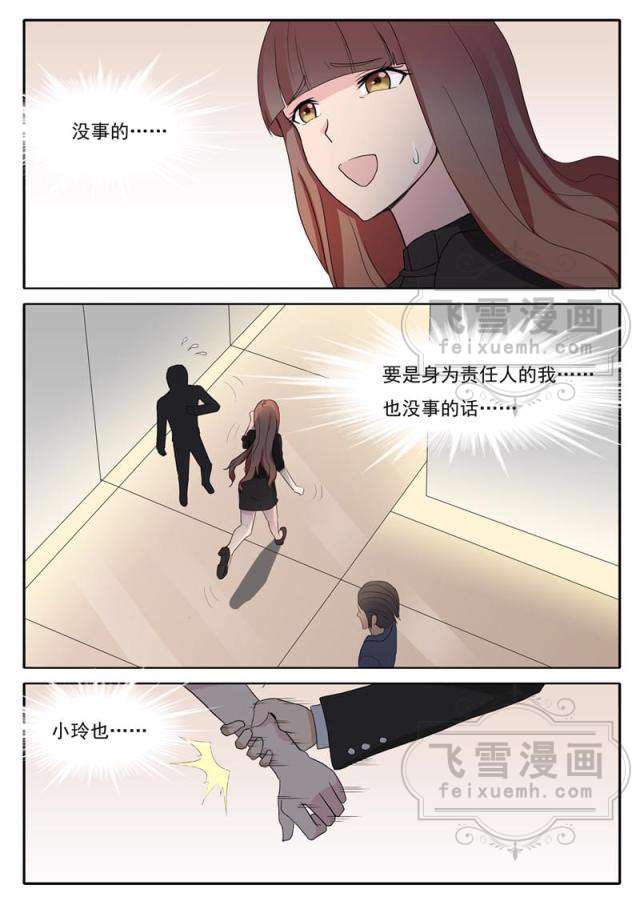 没事的……
飞雪漫画
feixuemh.com
要是身为责任人的我……
也没事的话……
小玲也……
飞雪漫画
feixuemh.com